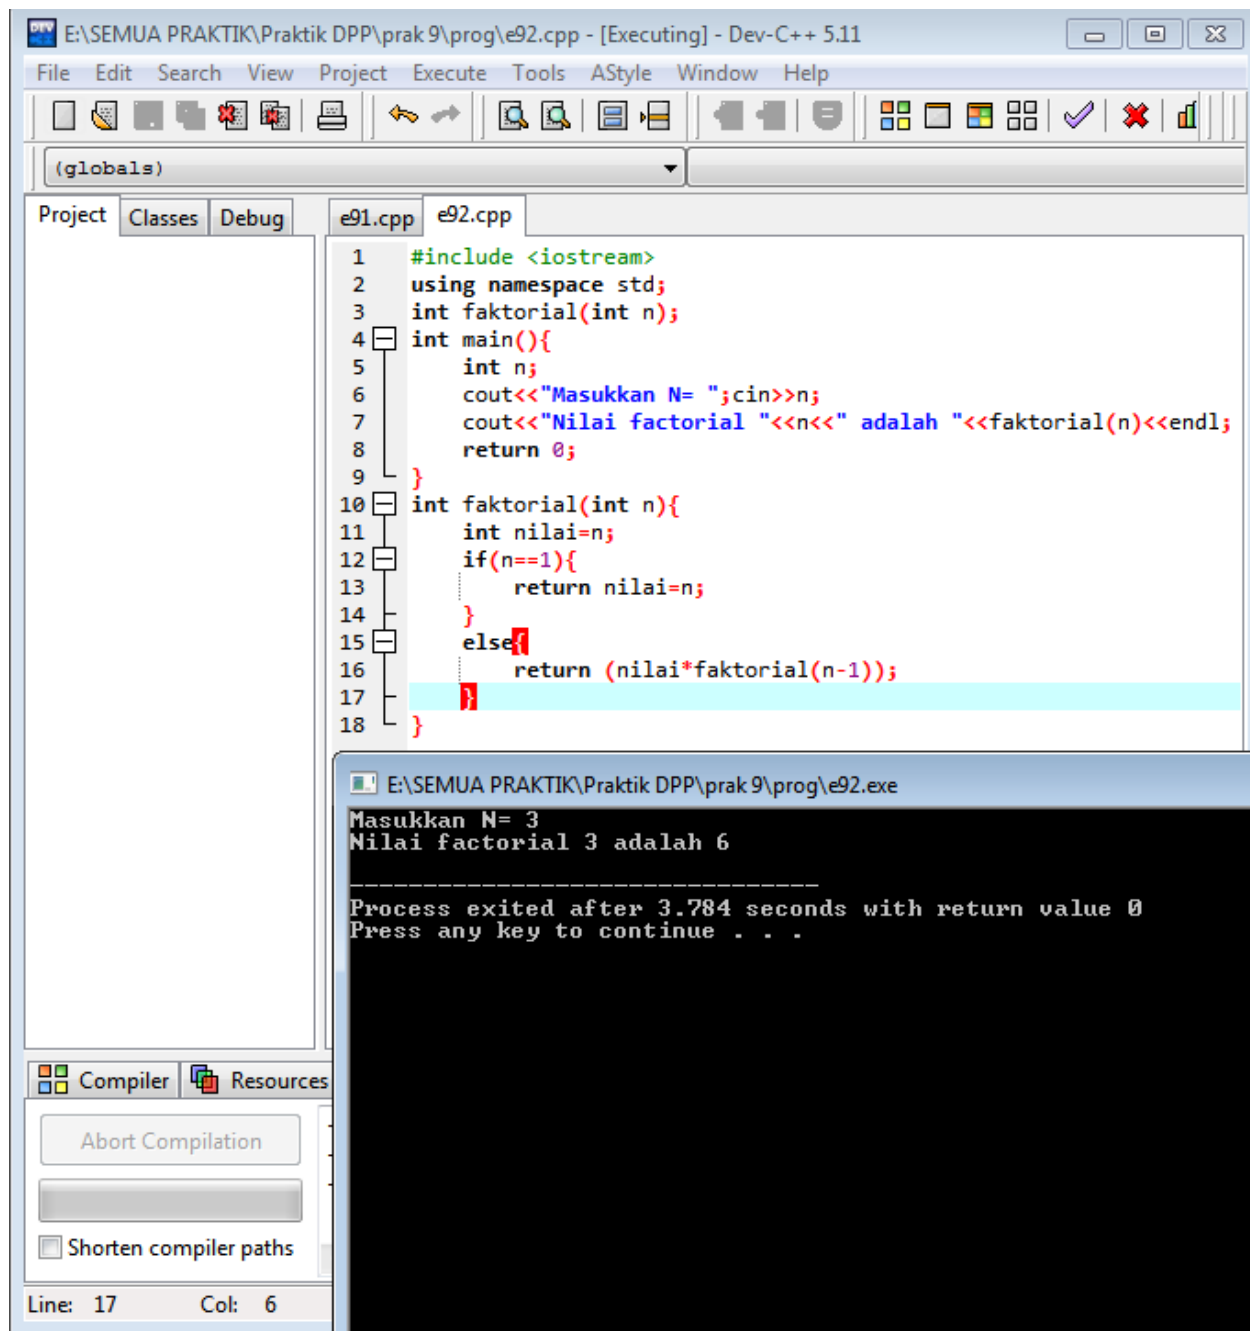 E:\SEMUA PRAKTIK\Praktik DPP\prak 9\prog\e92.cpp - [Executing] - Dev-C++ 5.11
File Edit Search View Project Execute Tools AStyle Window Help
(globals)
Project Classes Debug e91.cpp e92.cpp
1 #include <iostream>
2 using namespace std;
3 int faktorial(int n);
4 int main(){
5 int n;
6 cout<<"Masukkan N= ";cin>>n;
7 cout<<"Nilai factorial "<<n<<" adalah "<<faktorial(n)<<endl;
8 return 0;
9 }
10 int faktorial(int n){
11 int nilai=n;
12 if(n==1){
13 return nilai=n;
14 }
15 else{
16 return (nilai*faktorial(n-1));
17 }
18 }
E:\SEMUA PRAKTIK\Praktik DPP\prak 9\prog\e92.exe
Masukkan N= 3
Nilai factorial 3 adalah 6
--------------------------------
Process exited after 3.784 seconds with return value 0
Press any key to continue . . .
Compiler Resources
Abort Compilation
Shorten compiler paths
Line: 17 Col: 6